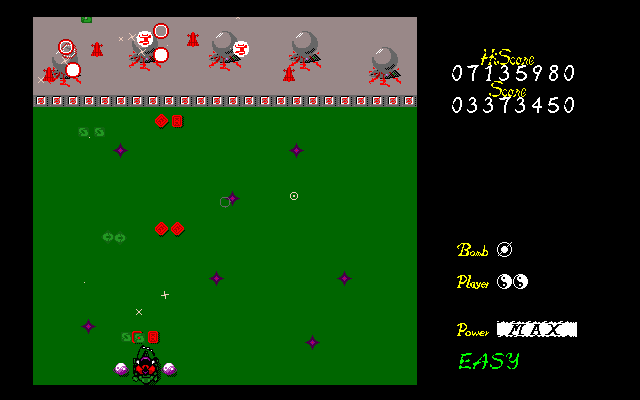 HiScore
07135980
Score
03373450
Bomb
Player
Power MAX
EASY